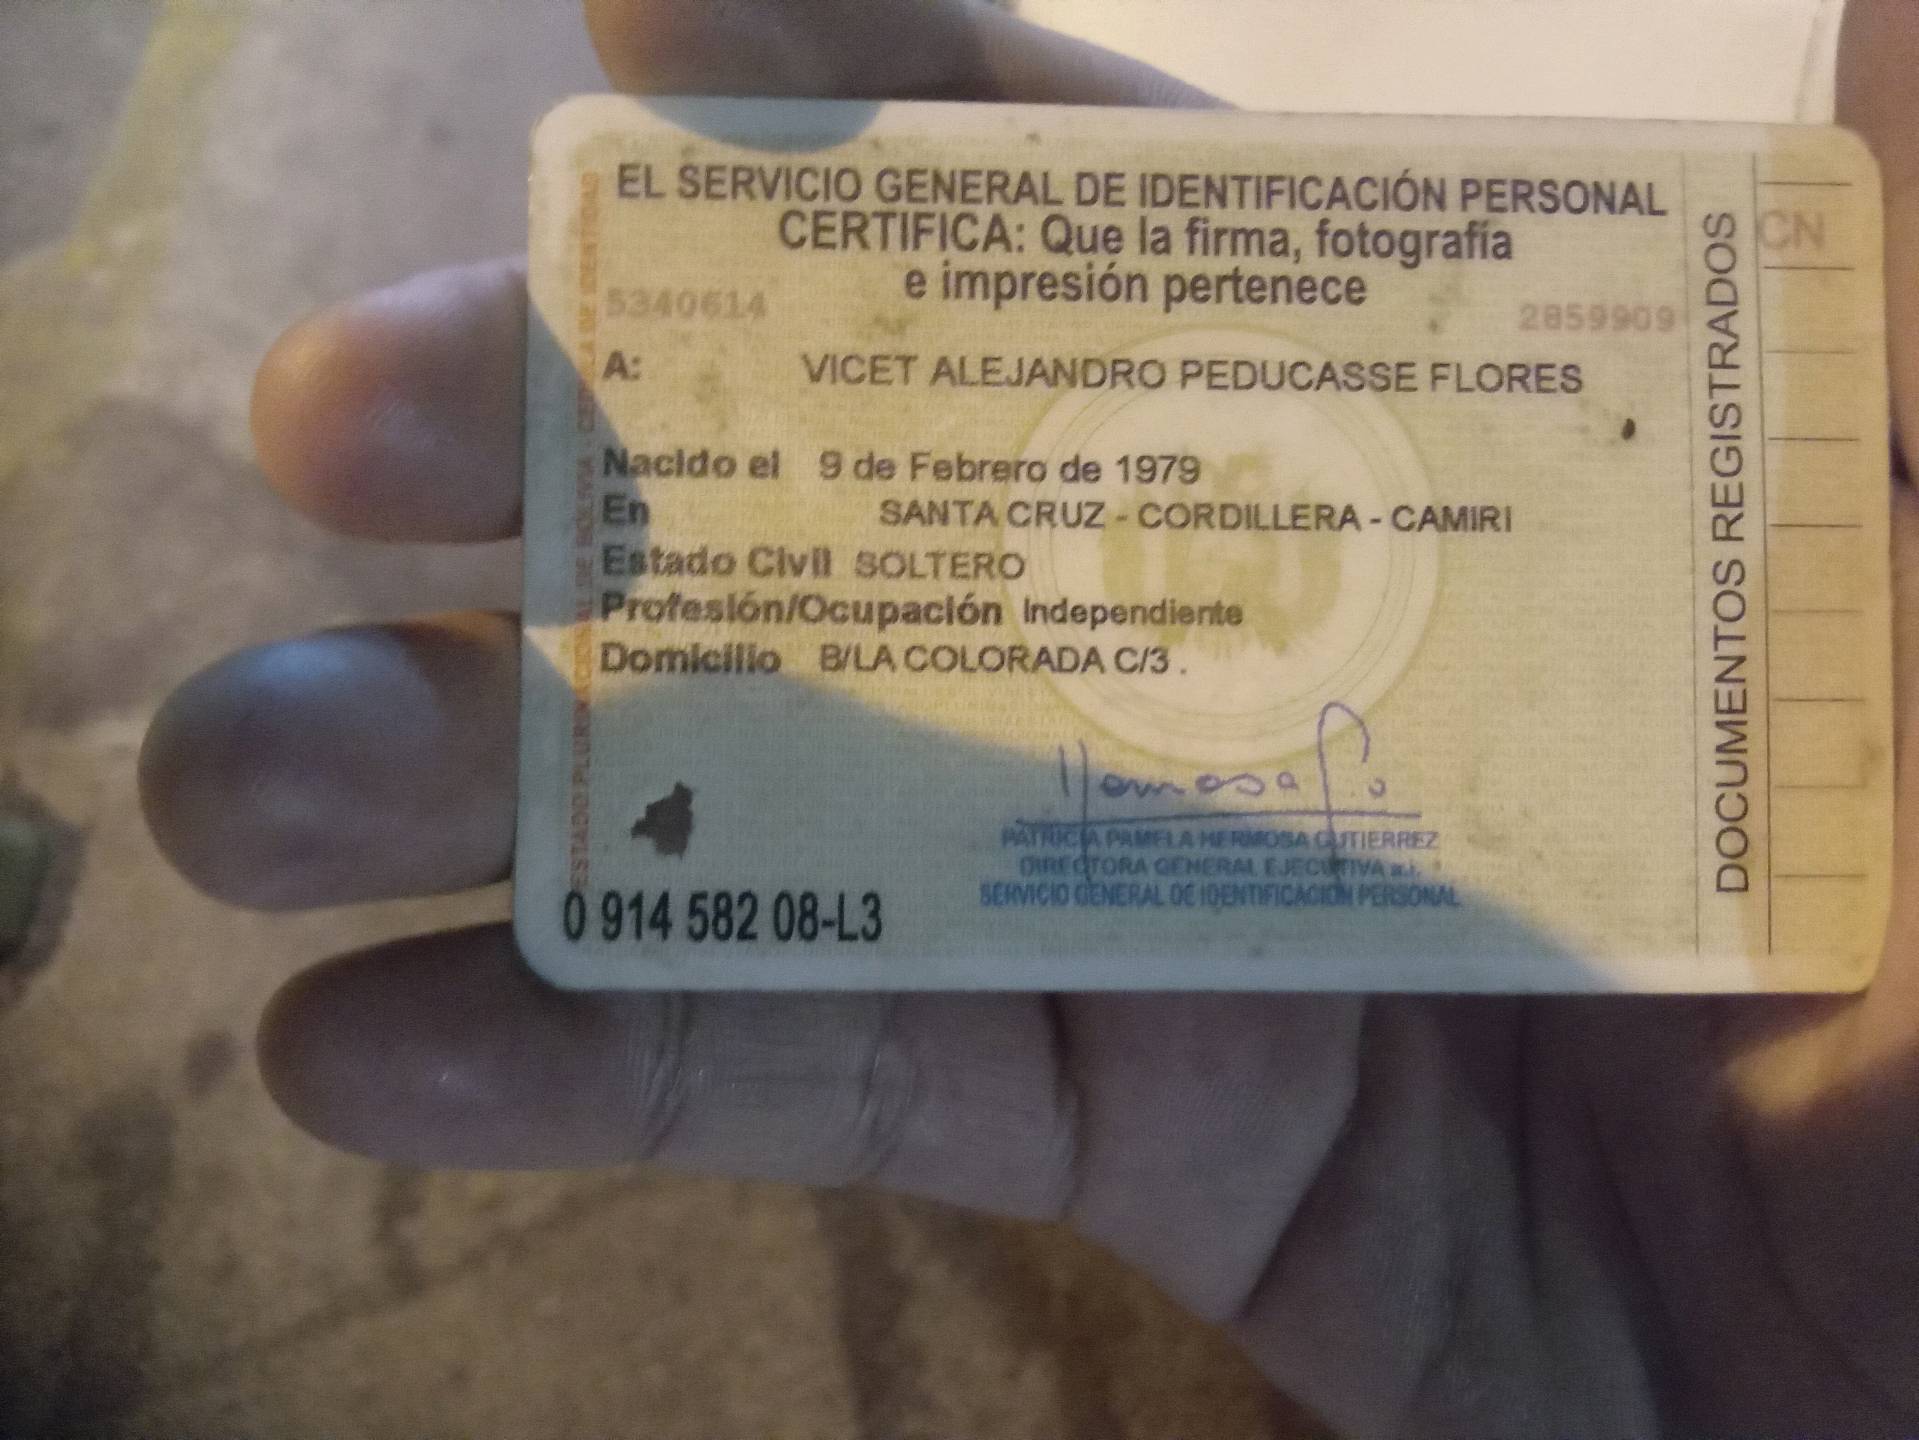 EL SERVICIO GENERAL DE IDENTIFICACIÓN PERSONAL
CERTIFICA: Que la firma, fotografía
e impresión pertenece
5340614
2859909
A: VICET ALEJANDRO PEDUCASSE FLORES
Nacido el 9 de Febrero de 1979
En SANTA CRUZ - CORDILLERA - CAMIRI
Estado Civil SOLTERO
Profesión/Ocupación Independiente
Domicilio B/LA COLORADA C/3 .
Hermosa
PATRICIA PAMELA HERMOSA GUTIERREZ
DIRECTORA GENERAL EJECUTIVA a.i.
SERVICIO GENERAL DE IDENTIFICACIÓN PERSONAL
0 914 582 08-L3
ESTADO PLURINACIONAL DE BOLIVIA - CEDULA DE IDENTIDAD
DOCUMENTOS REGISTRADOS
CN